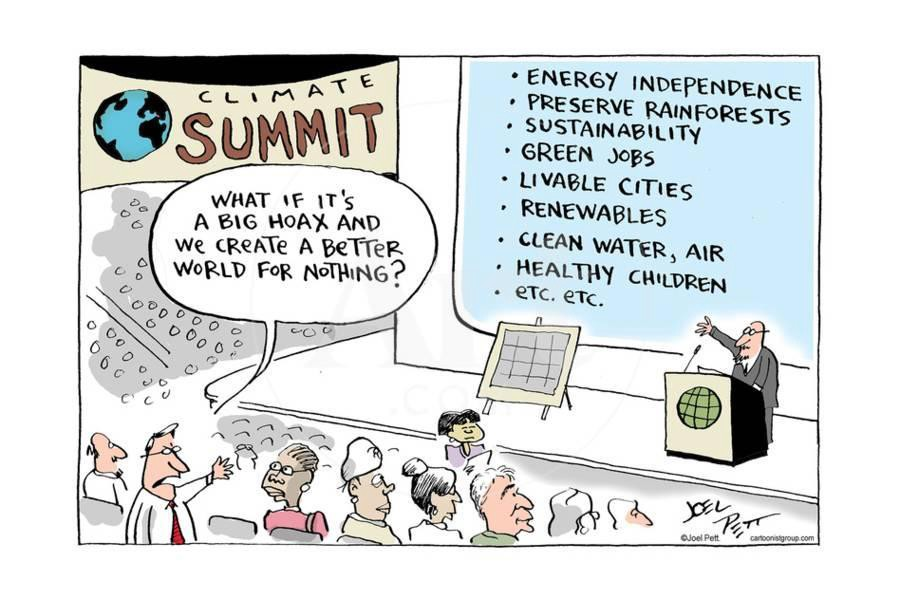 CLIMATE
SUMMIT
WHAT IF IT'S
A BIG HOAX AND
WE CREATE A BETTER
WORLD FOR NOTHING?
• ENERGY INDEPENDENCE
• PRESERVE RAINFORESTS
• SUSTAINABILITY
• GREEN JOBS
• LIVABLE CITIES
• RENEWABLES
• CLEAN WATER, AIR
• HEALTHY CHILDREN
• etc. etc.
JOEL
PETT
©Joel Pett. cartoonistgroup.com
.com